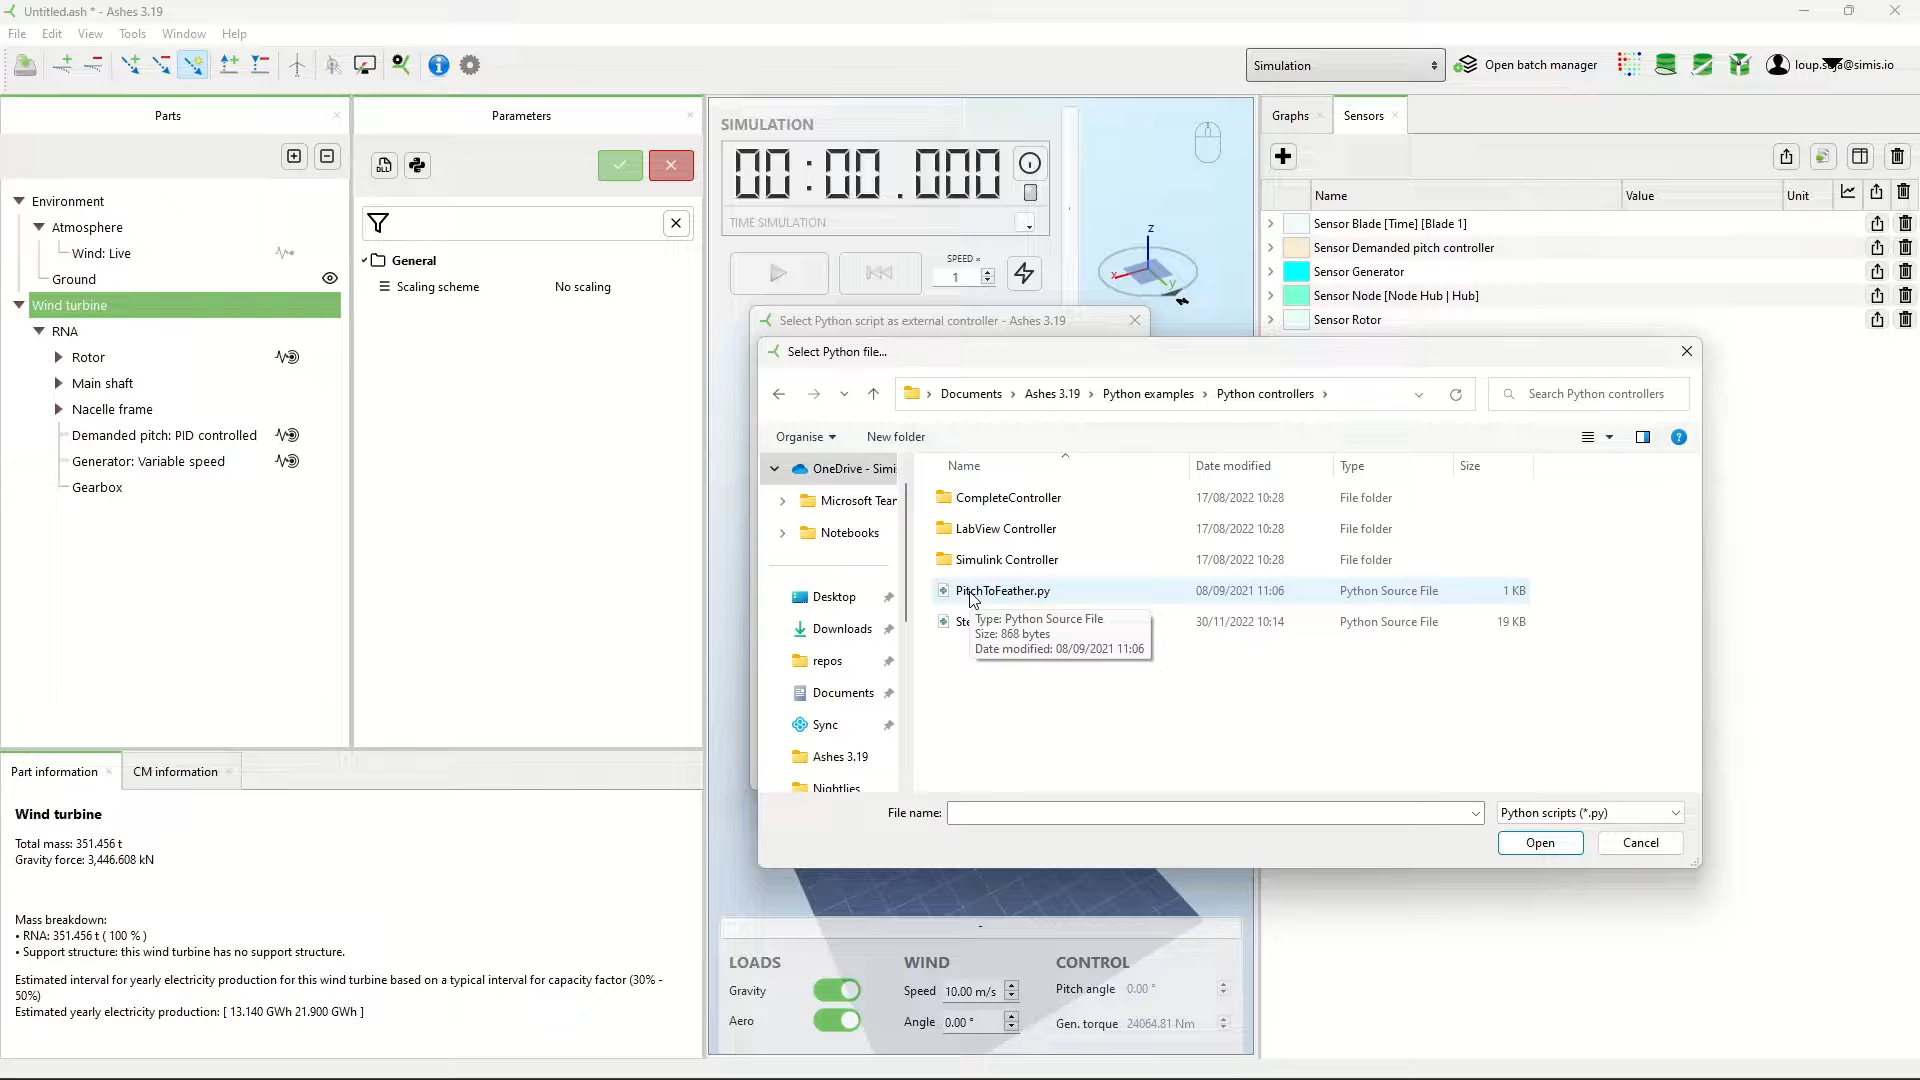 Untitled.ash * - Ashes 3.19
File Edit View Tools Window Help
Simulation
Open batch manager
Parts
Parameters
DLL
Environment
Atmosphere
Wind: Live
Ground
Wind turbine
RNA
Rotor
Main shaft
Nacelle frame
Demanded pitch: PID controlled
Generator: Variable speed
Gearbox
General
Scaling scheme No scaling
SIMULATION
00:00.000
TIME SIMULATION
SPEED ×
1
z
x
y
Graphs Sensors
Name Value Unit
Sensor Blade [Time] [Blade 1]
Sensor Demanded pitch controller
Sensor Generator
Sensor Node [Node Hub | Hub]
Sensor Rotor
Select Python script as external controller - Ashes 3.19
Select Python file...
Documents Ashes 3.19 Python examples Python controllers
Search Python controllers
Organise New folder
OneDrive - Simi
Microsoft Tear
Notebooks
Desktop
Downloads
repos
Documents
Sync
Ashes 3.19
Nightlies
Name Date modified Type Size
CompleteController 17/08/2022 10:28 File folder
LabView Controller 17/08/2022 10:28 File folder
Simulink Controller 17/08/2022 10:28 File folder
PitchToFeather.py 08/09/2021 11:06 Python Source File 1 KB
30/11/2022 10:14 Python Source File 19 KB
Type: Python Source File
Size: 868 bytes
Date modified: 08/09/2021 11:06
File name:
Python scripts (*.py)
Open Cancel
Part information CM information
Wind turbine
Total mass: 351.456 t
Gravity force: 3,446.608 kN
Mass breakdown:
• RNA: 351.456 t ( 100 % )
• Support structure: this wind turbine has no support structure.
Estimated interval for yearly electricity production for this wind turbine based on a typical interval for capacity factor (30% -
50%)
Estimated yearly electricity production: [ 13.140 GWh 21.900 GWh ]
LOADS
Gravity
Aero
WIND
Speed 10.00 m/s
Angle 0.00 °
CONTROL
Pitch angle 0.00 °
Gen. torque 24064.81 Nm